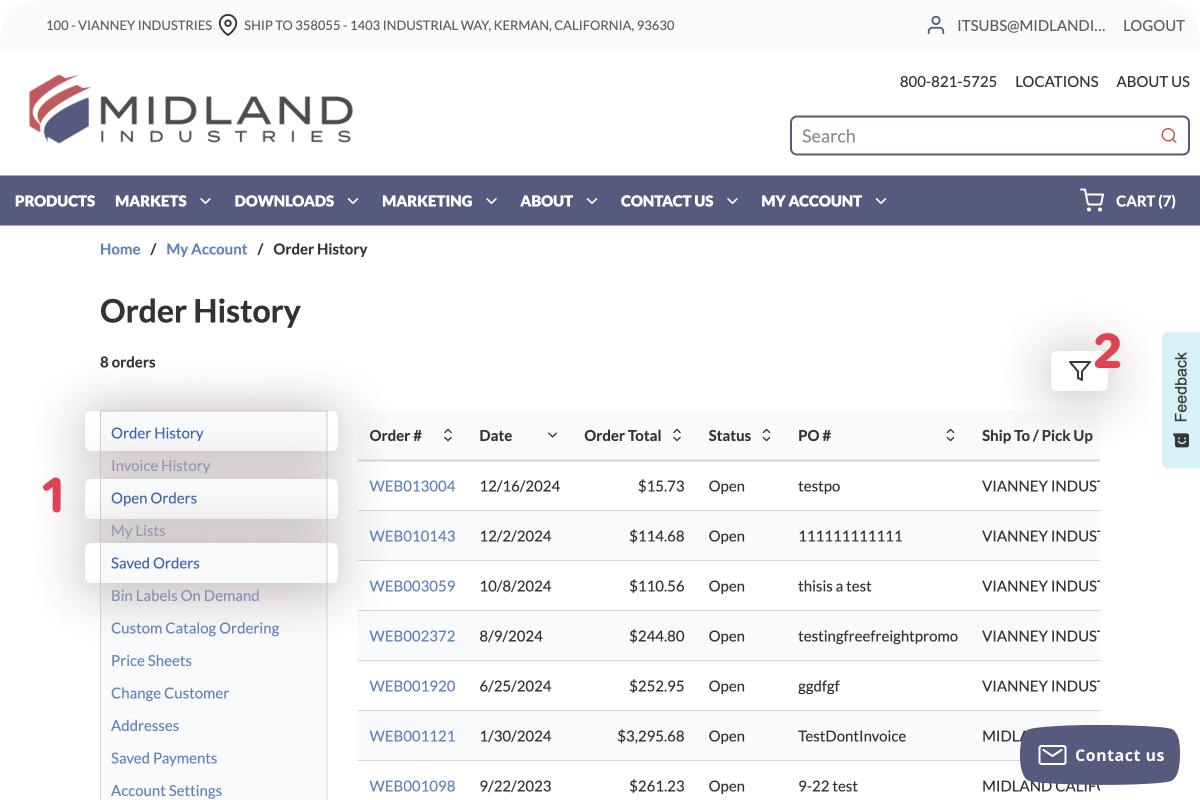 100 - VIANNEY INDUSTRIES SHIP TO 358055 - 1403 INDUSTRIAL WAY, KERMAN, CALIFORNIA, 93630 ITSUBS@MIDLANDI... LOGOUT
800-821-5725 LOCATIONS ABOUT US
MIDLAND
INDUSTRIES
Search
PRODUCTS MARKETS DOWNLOADS MARKETING ABOUT CONTACT US MY ACCOUNT CART (7)
Home / My Account / Order History
Order History
8 orders
2
Feedback
1
Order History
Invoice History
Open Orders
My Lists
Saved Orders
Bin Labels On Demand
Custom Catalog Ordering
Price Sheets
Change Customer
Addresses
Saved Payments
Account Settings
Order # Date Order Total Status PO # Ship To / Pick Up
WEB013004 12/16/2024 $15.73 Open testpo VIANNEY INDUST
WEB010143 12/2/2024 $114.68 Open 111111111111 VIANNEY INDUST
WEB003059 10/8/2024 $110.56 Open thisis a test VIANNEY INDUST
WEB002372 8/9/2024 $244.80 Open testingfreefreightpromo VIANNEY INDUST
WEB001920 6/25/2024 $252.95 Open ggdfgf VIANNEY INDUST
WEB001121 1/30/2024 $3,295.68 Open TestDontInvoice MIDLA
WEB001098 9/22/2023 $261.23 Open 9-22 test MIDLAND CALIF
Contact us